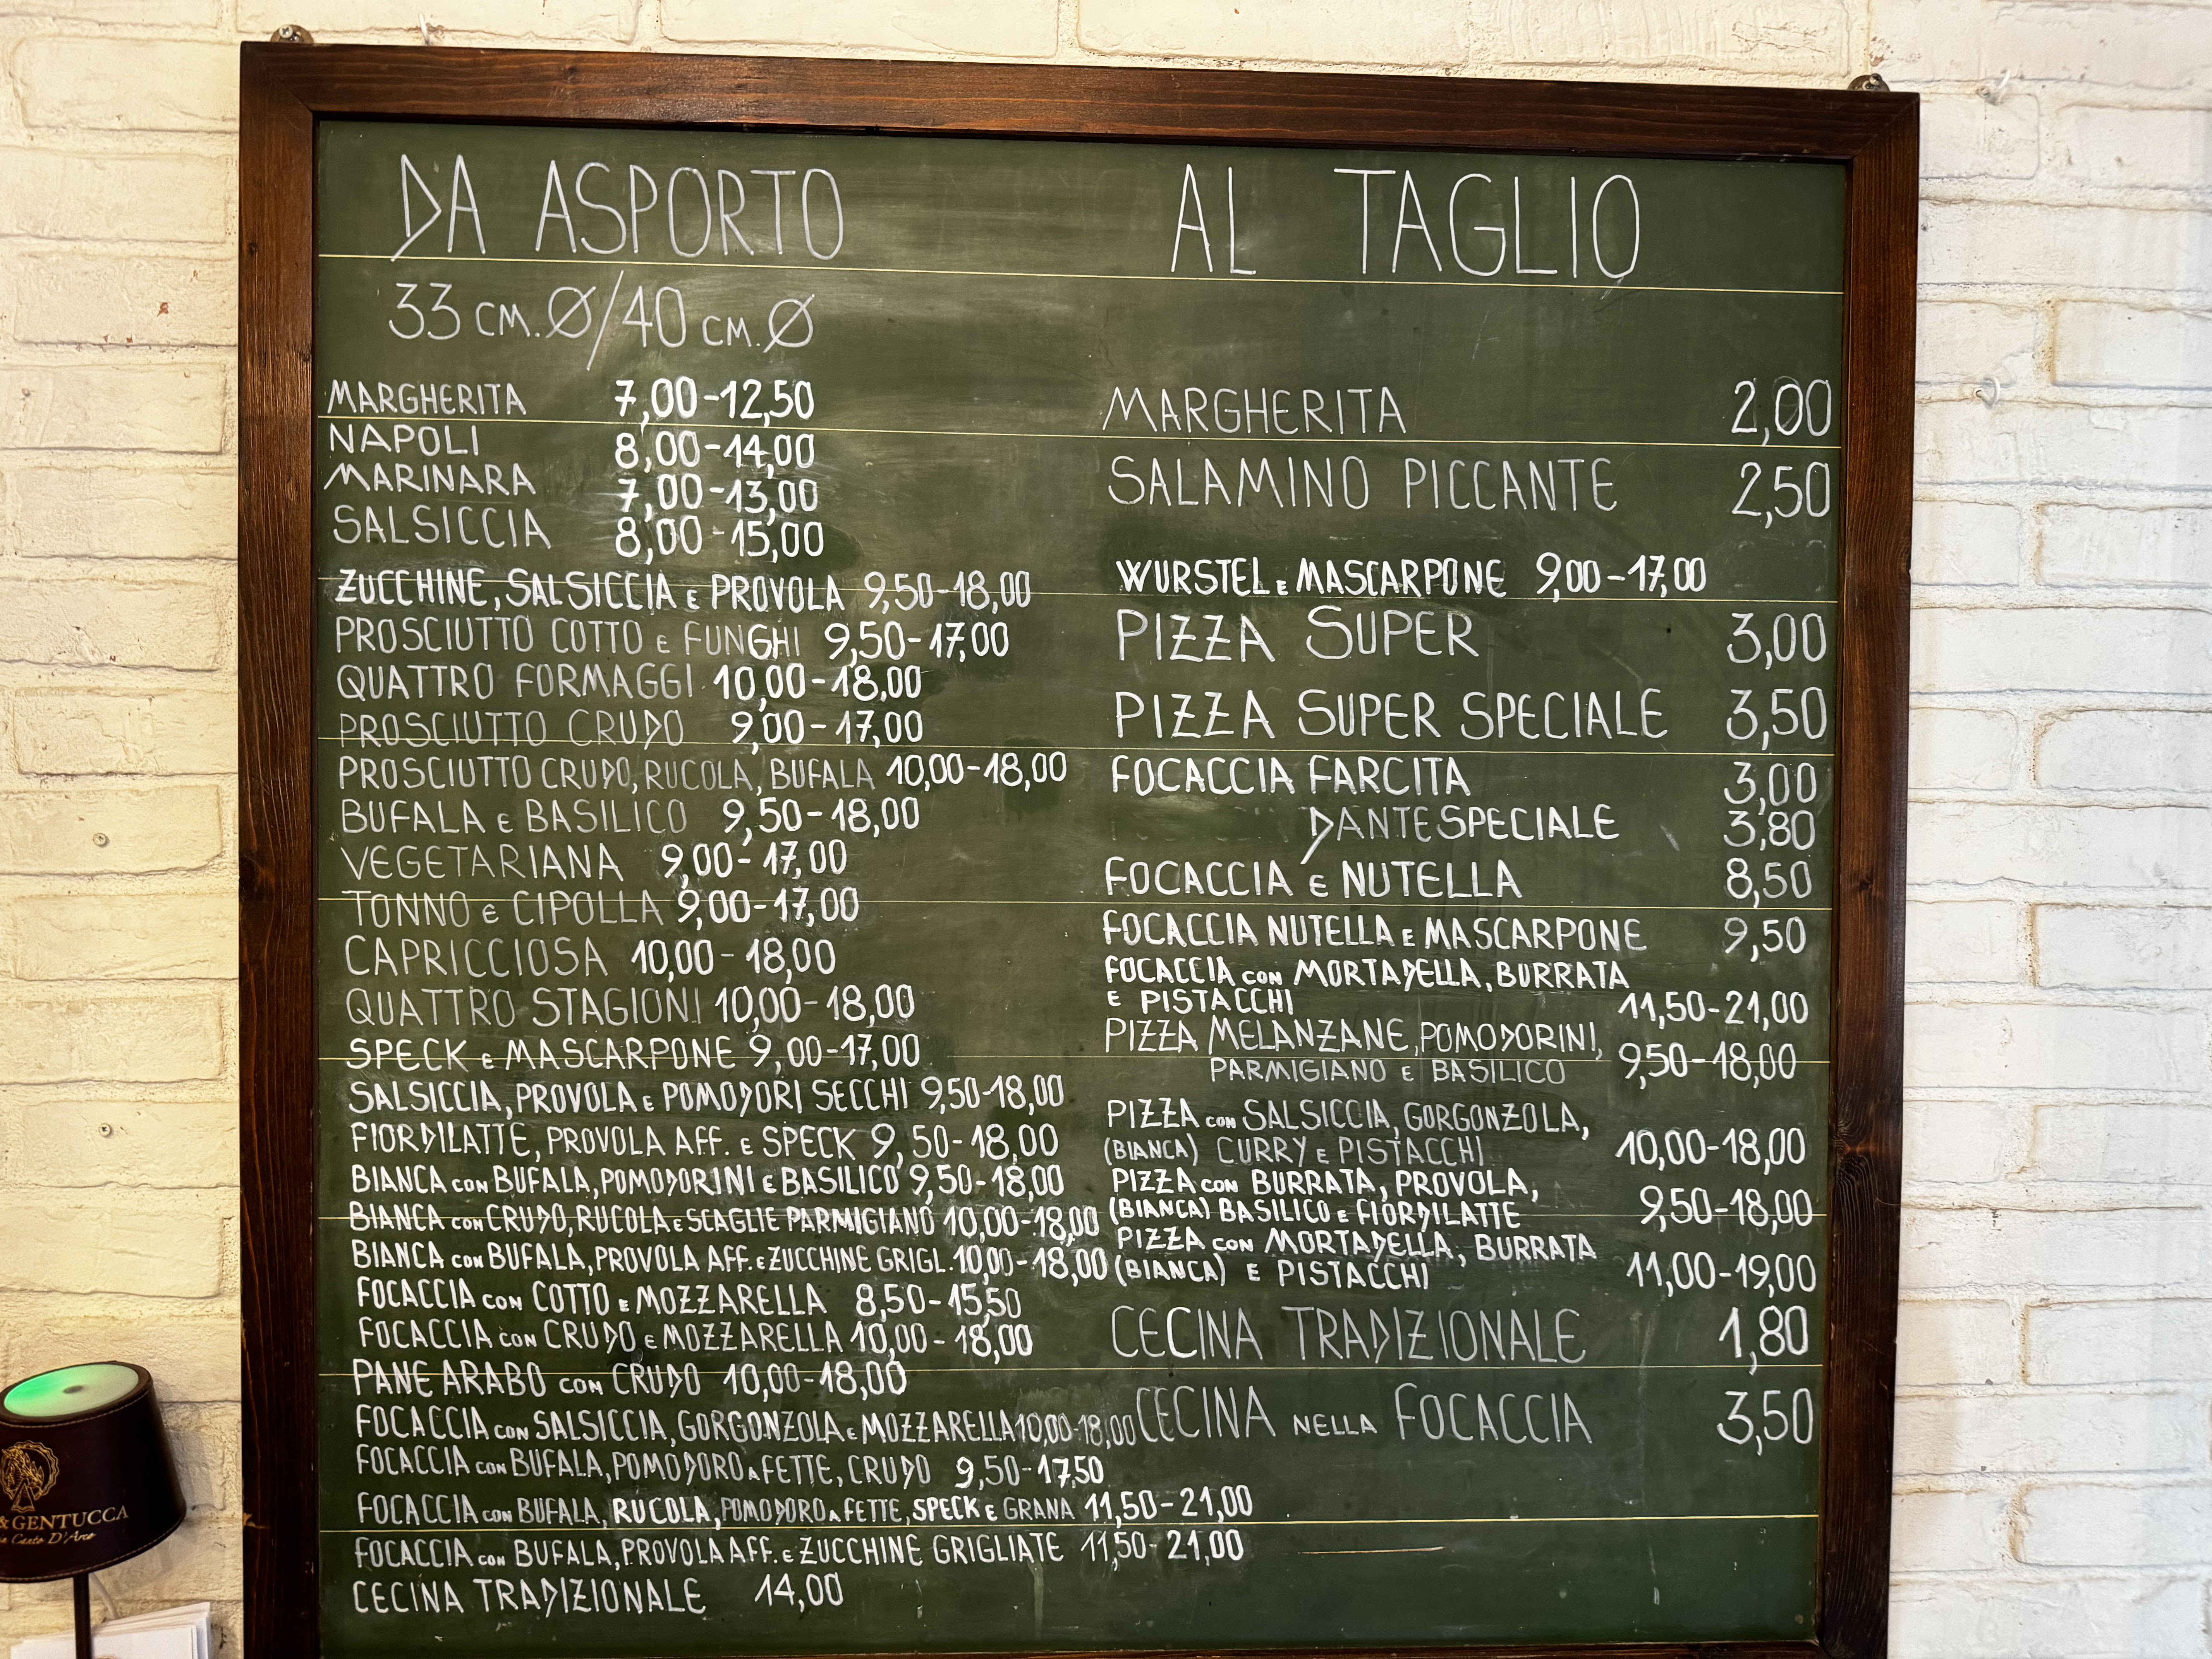 DA ASPORTO
33 CM. Ø/40 CM. Ø
MARGHERITA 7,00-12,50
NAPOLI 8,00-14,00
MARINARA 7,00-13,00
SALSICCIA 8,00-15,00
ZUCCHINE, SALSICCIA E PROVOLA 9,50-18,00
PROSCIUTTO COTTO E FUNGHI 9,50-17,00
QUATTRO FORMAGGI 10,00-18,00
PROSCIUTTO CRUDO 9,00-17,00
PROSCIUTTO CRUDO, RUCOLA, BUFALA 10,00-18,00
BUFALA E BASILICO 9,50-18,00
VEGETARIANA 9,00-17,00
TONNO E CIPOLLA 9,00-17,00
CAPRICCIOSA 10,00-18,00
QUATTRO STAGIONI 10,00-18,00
SPECK E MASCARPONE 9,00-17,00
SALSICCIA, PROVOLA E POMODORI SECCHI 9,50-18,00
FIORDILATTE, PROVOLA AFF. E SPECK 9,50-18,00
BIANCA CON BUFALA, POMODORINI E BASILICO 9,50-18,00
BIANCA CON CRUDO, RUCOLA E SCAGLIE PARMIGIANO 10,00-18,00
BIANCA CON BUFALA, PROVOLA AFF. E ZUCCHINE GRIGL. 10,00-18,00
FOCACCIA CON COTTO E MOZZARELLA 8,50-15,50
FOCACCIA CON CRUDO E MOZZARELLA 10,00-18,00
PANE ARABO CON CRUDO 10,00-18,00
FOCACCIA CON SALSICCIA, GORGONZOLA E MOZZARELLA 10,00-18,00
FOCACCIA CON BUFALA, POMODORO A FETTE, CRUDO 9,50-17,50
FOCACCIA CON BUFALA, RUCOLA, POMODORO A FETTE, SPECK E GRANA 11,50-21,00
FOCACCIA CON BUFALA, PROVOLA AFF. E ZUCCHINE GRIGLIATE 11,50-21,00
CECINA TRADIZIONALE 14,00
AL TAGLIO
MARGHERITA 2,00
SALAMINO PICCANTE 2,50
WURSTEL E MASCARPONE 9,00-17,00
PIZZA SUPER 3,00
PIZZA SUPER SPECIALE 3,50
FOCACCIA FARCITA 3,00
DANTE SPECIALE 3,80
FOCACCIA E NUTELLA 8,50
FOCACCIA NUTELLA E MASCARPONE 9,50
FOCACCIA CON MORTADELLA, BURRATA
E PISTACCHI 11,50-21,00
PIZZA MELANZANE, POMODORINI,
PARMIGIANO E BASILICO 9,50-18,00
PIZZA CON SALSICCIA, GORGONZOLA,
(BIANCA) CURRY E PISTACCHI 10,00-18,00
PIZZA CON BURRATA, PROVOLA,
(BIANCA) BASILICO E FIORDILATTE 9,50-18,00
PIZZA CON MORTADELLA, BURRATA
(BIANCA) E PISTACCHI 11,00-19,00
CECINA TRADIZIONALE 1,80
CECINA NELLA FOCACCIA 3,50
&GENTUCCA
Canto D'Arco